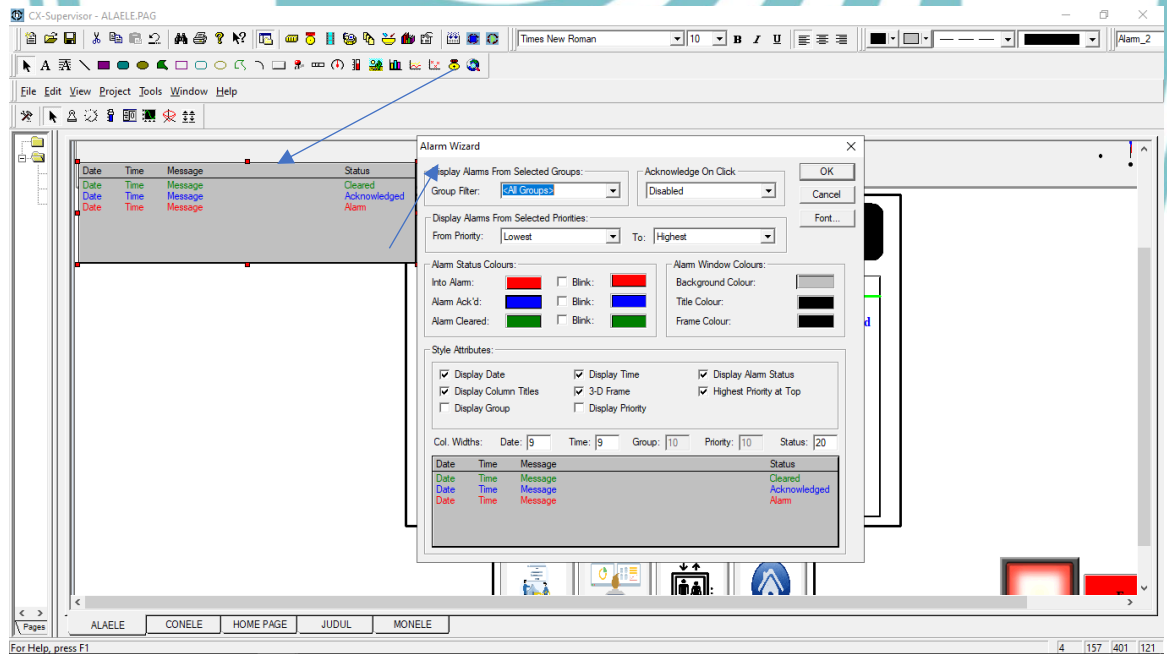 CX-Supervisor - ALAELE.PAG
Times New Roman 10 B I U Alarm_2
File Edit View Project Tools Window Help
Alarm Wizard
Date Time Message Status
Date Time Message Cleared
Date Time Message Acknowledged
Date Time Message Alarm
Display Alarms From Selected Groups: Acknowledge On Click OK
Group Filter: <All Groups> Disabled Cancel
Display Alarms From Selected Priorities: Font...
From Priority: Lowest To: Highest
Alarm Status Colours: Alarm Window Colours:
Into Alarm: Blink: Background Colour:
Alarm Ack'd: Blink: Title Colour:
Alarm Cleared: Blink: Frame Colour:
Style Attributes:
Display Date Display Time Display Alarm Status
Display Column Titles 3-D Frame Highest Priority at Top
Display Group Display Priority
Col. Widths: Date: 9 Time: 9 Group: 10 Priority: 10 Status: 20
Date Time Message Status
Date Time Message Cleared
Date Time Message Acknowledged
Date Time Message Alarm
Pages ALAELE CONELE HOME PAGE JUDUL MONELE
For Help, press F1 4 157 401 121